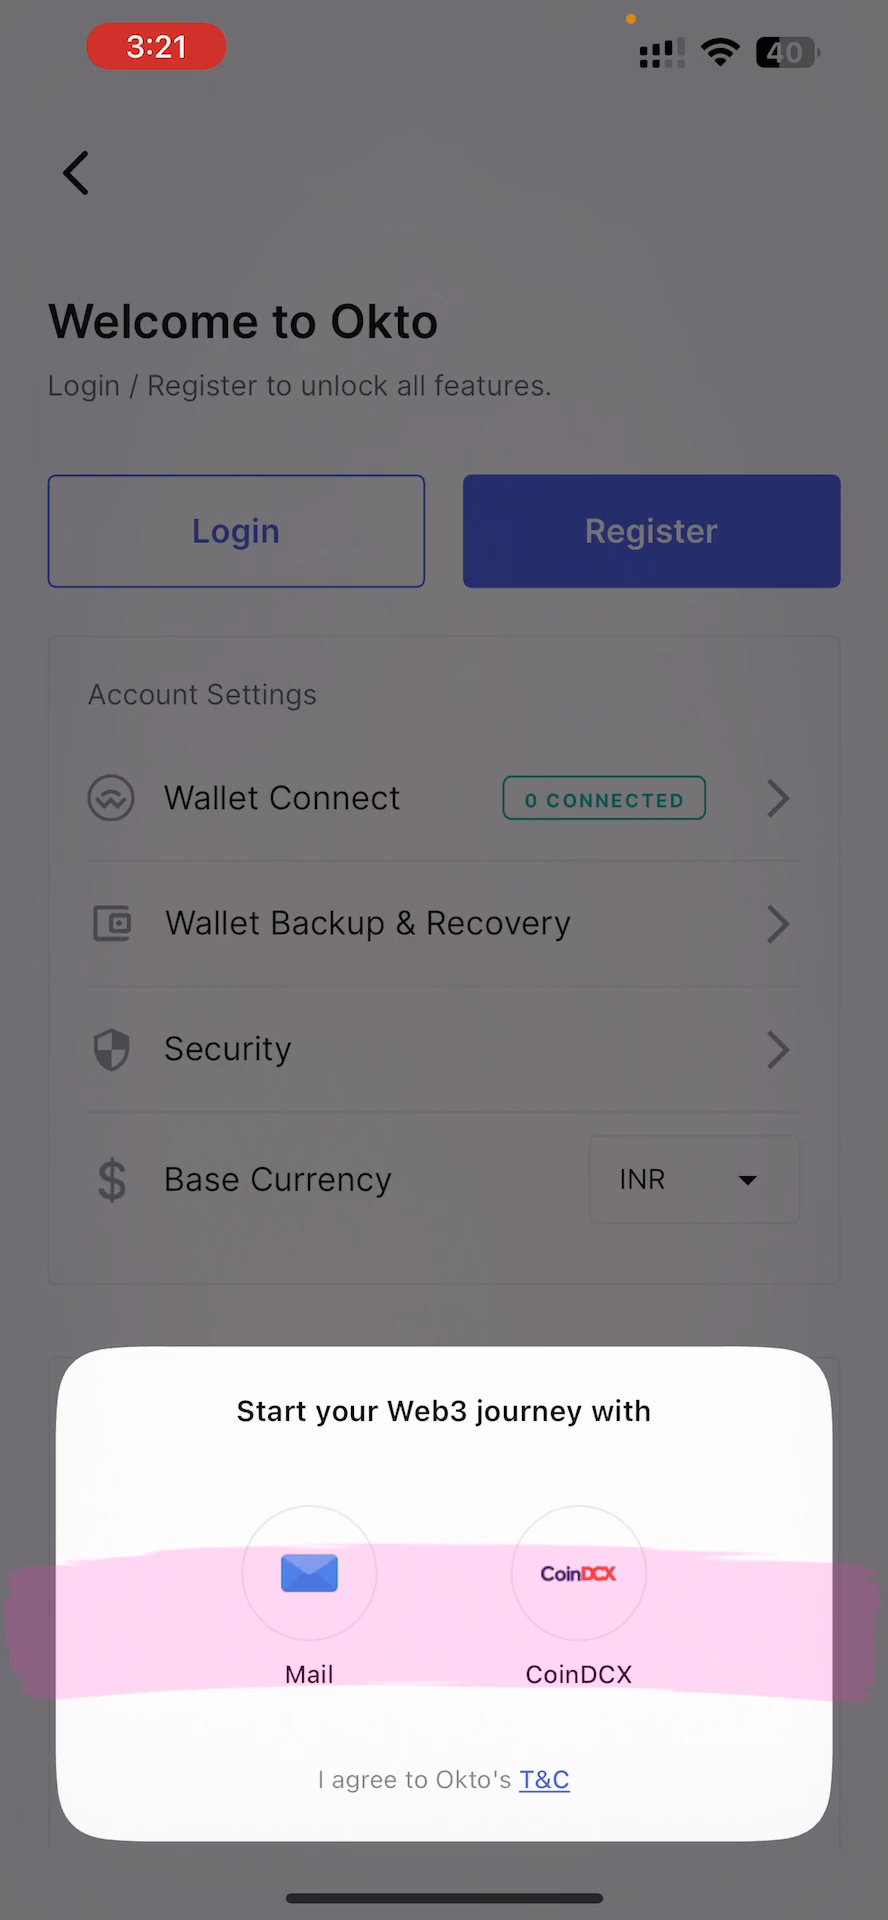 3:21
40
Welcome to Okto
Login / Register to unlock all features.
Login
Register
Account Settings
Wallet Connect
0 CONNECTED
Wallet Backup & Recovery
Security
$ Base Currency
INR
Start your Web3 journey with
CoinDCX
Mail
CoinDCX
I agree to Okto's T&C